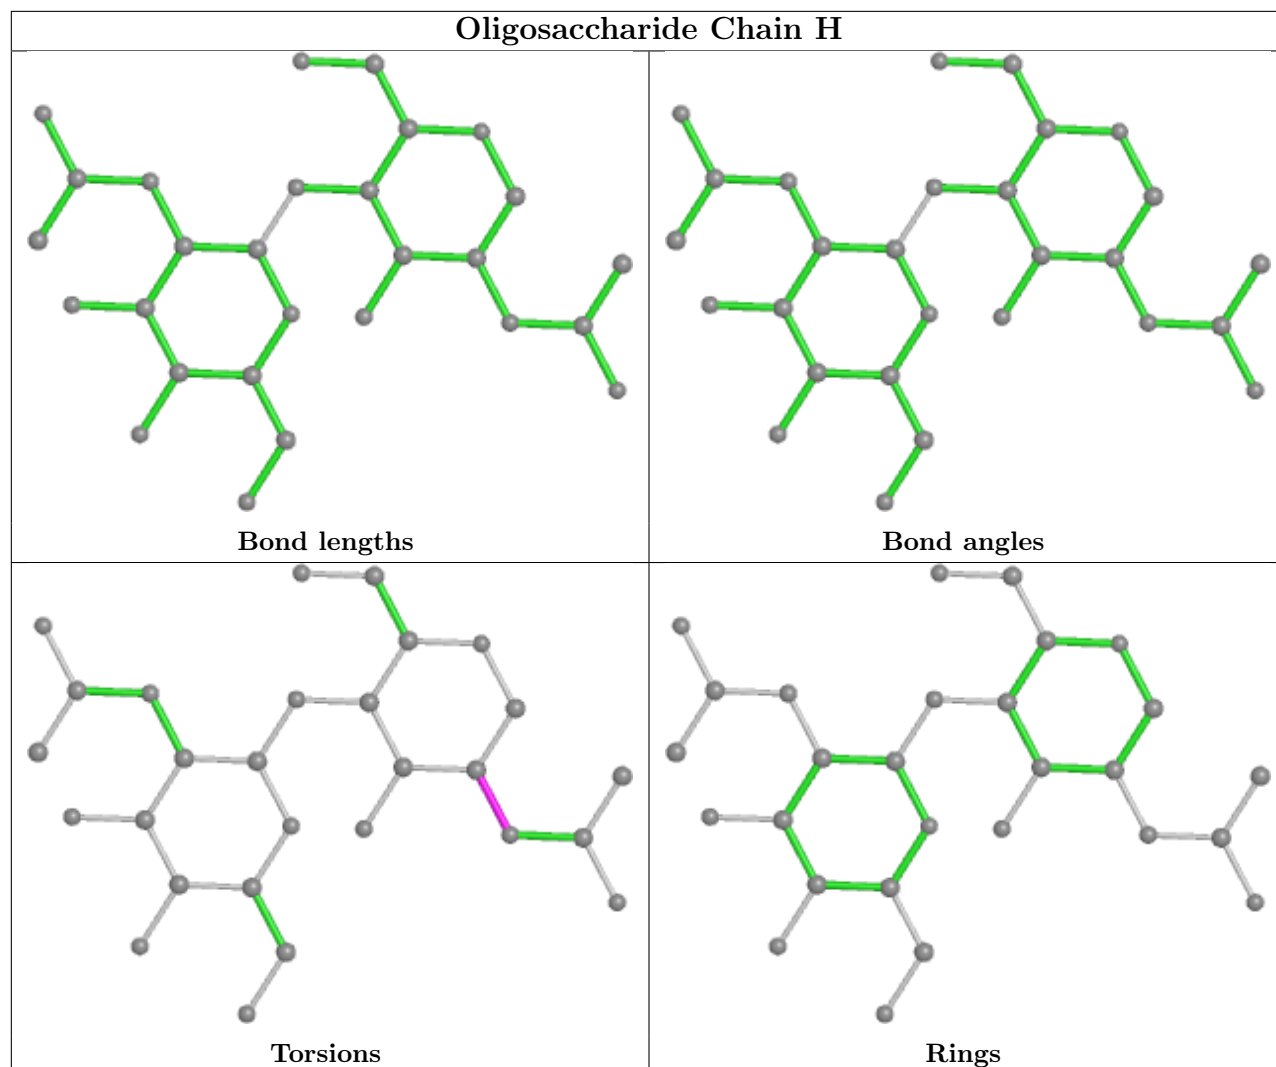 Oligosaccharide Chain H
Bond lengths
Bond angles
Torsions
Rings